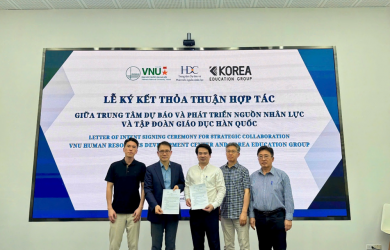 VNU
HDC
KOREA
EDUCATION GROUP
LỄ KÝ KẾT THỎA THUẬN HỢP TÁC
GIỮA TRUNG TÂM DỰ BÁO VÀ PHÁT TRIỂN NGUỒN NHÂN LỰC
VÀ TẬP ĐOÀN GIÁO DỤC HÀN QUỐC
LETTER OF INTENT SIGNING CEREMONY FOR STRATEGIC COLLABORATION
VNU HUMAN RESOURCES DEVELOPMENT CENTER AND KOREA EDUCATION GROUP